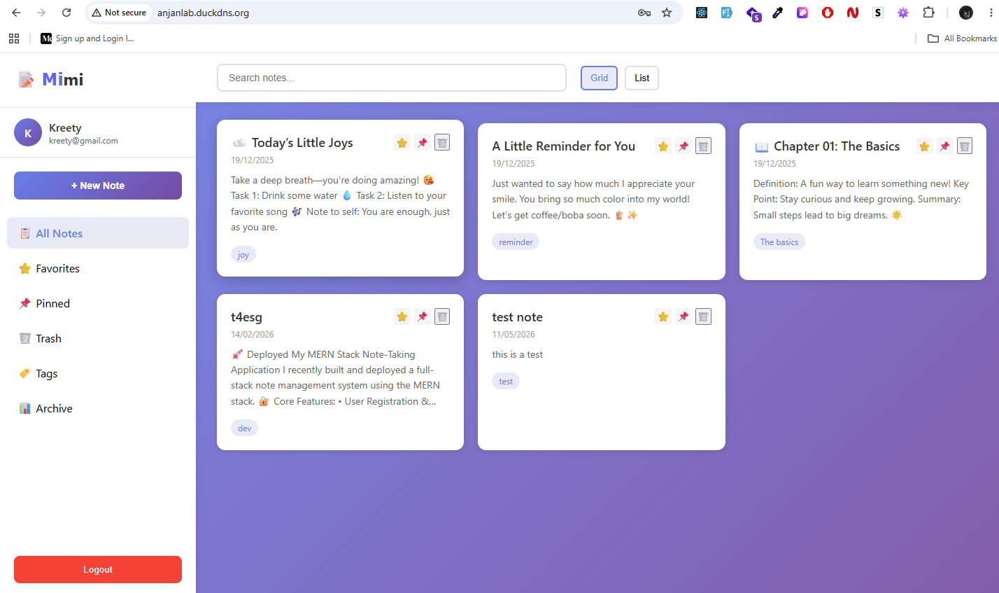 Not secure
anjanlab.duckdns.org
5
S
Sign up and Login I...
All Bookmarks
Mimi
Search notes...
Grid
List
K
Kreety
kreety@gmail.com
+ New Note
📋 All Notes
⭐ Favorites
📌 Pinned
🗑️ Trash
🏷️ Tags
📊 Archive
Logout
☁️ Today’s Little Joys
19/12/2025
Take a deep breath—you're doing amazing! 😘
Task 1: Drink some water 💧 Task 2: Listen to your
favorite song 🎶 Note to self: You are enough, just
as you are.
joy
A Little Reminder for You
19/12/2025
Just wanted to say how much I appreciate your
smile. You bring so much color into my world!
Let’s get coffee/boba soon. 🧋 ✨
reminder
📖 Chapter 01: The Basics
19/12/2025
Definition: A fun way to learn something new! Key
Point: Stay curious and keep growing. Summary:
Small steps lead to big dreams. 🌟
The basics
t4esg
14/02/2026
🚀 Deployed My MERN Stack Note-Taking
Application I recently built and deployed a full-
stack note management system using the MERN
stack. 🔐 Core Features: • User Registration &...
dev
test note
11/05/2026
this is a test
test